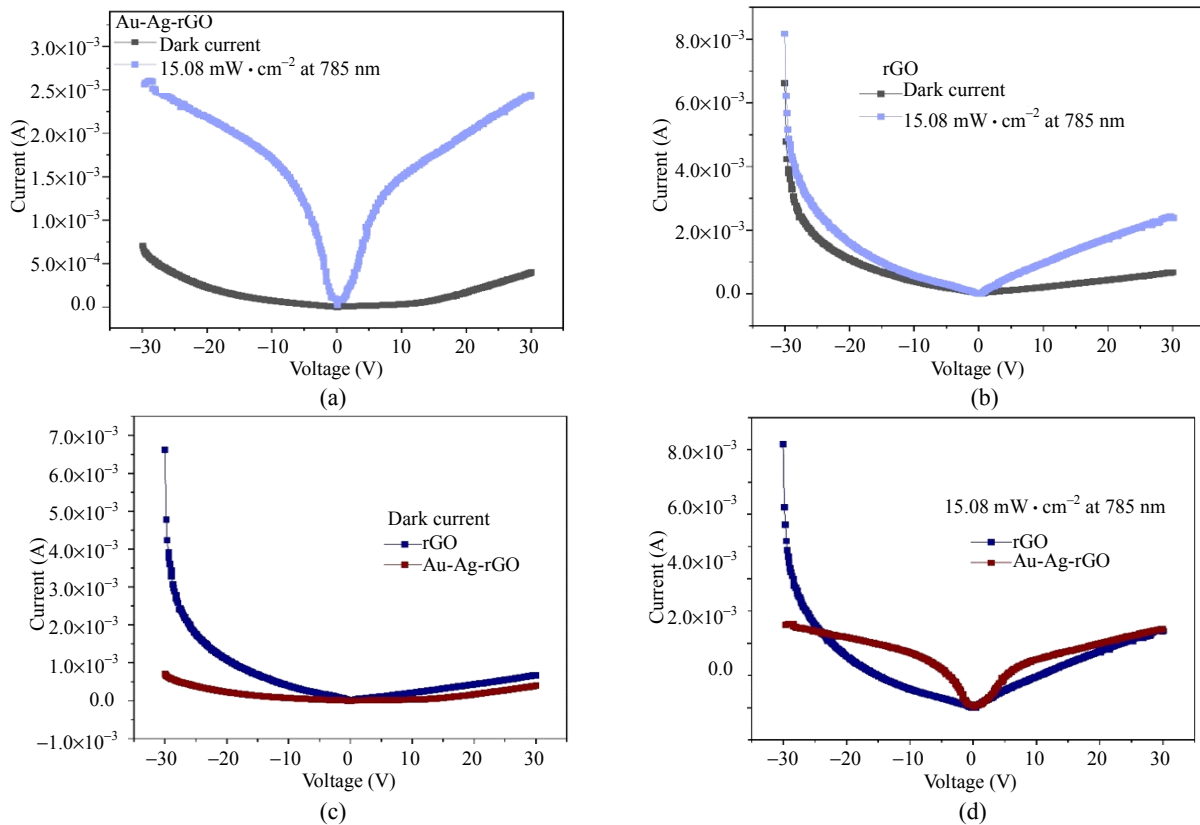 Au-Ag-rGO
Dark current
15.08 mW · cm⁻² at 785 nm
3.0×10⁻³
2.5×10⁻³
2.0×10⁻³
1.5×10⁻³
1.0×10⁻³
5.0×10⁻⁴
0.0
Current (A)
−30 −20 −10 0 10 20 30
Voltage (V)
(a)
rGO
Dark current
15.08 mW · cm⁻² at 785 nm
8.0×10⁻³
6.0×10⁻³
4.0×10⁻³
2.0×10⁻³
0.0
Current (A)
−30 −20 −10 0 10 20 30
Voltage (V)
(b)
Dark current
rGO
Au-Ag-rGO
7.0×10⁻³
6.0×10⁻³
5.0×10⁻³
4.0×10⁻³
3.0×10⁻³
2.0×10⁻³
1.0×10⁻³
0.0
−1.0×10⁻³
Current (A)
−30 −20 −10 0 10 20 30
Voltage (V)
(c)
15.08 mW · cm⁻² at 785 nm
rGO
Au-Ag-rGO
8.0×10⁻³
6.0×10⁻³
4.0×10⁻³
2.0×10⁻³
0.0
Current (A)
−30 −20 −10 0 10 20 30
Voltage (V)
(d)